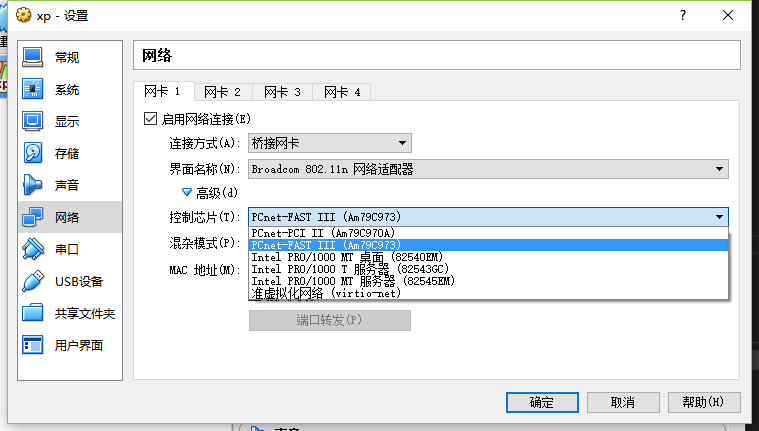 xp - 设置
?
常规
系统
显示
存储
声音
网络
串口
USB设备
共享文件夹
用户界面
网络
网卡 1
网卡 2
网卡 3
网卡 4
启用网络连接(E)
连接方式(A):
桥接网卡
界面名称(N):
Broadcom 802.11n 网络适配器
高级(d)
控制芯片(T):
PCnet-FAST III (Am79C973)
混杂模式(P):
MAC 地址(M):
PCnet-PCI II (Am79C970A)
PCnet-FAST III (Am79C973)
Intel PRO/1000 MT 桌面 (82540EM)
Intel PRO/1000 T 服务器 (82543GC)
Intel PRO/1000 MT 服务器 (82545EM)
准虚拟化网络 (virtio-net)
端口转发(P)
确定
取消
帮助(H)